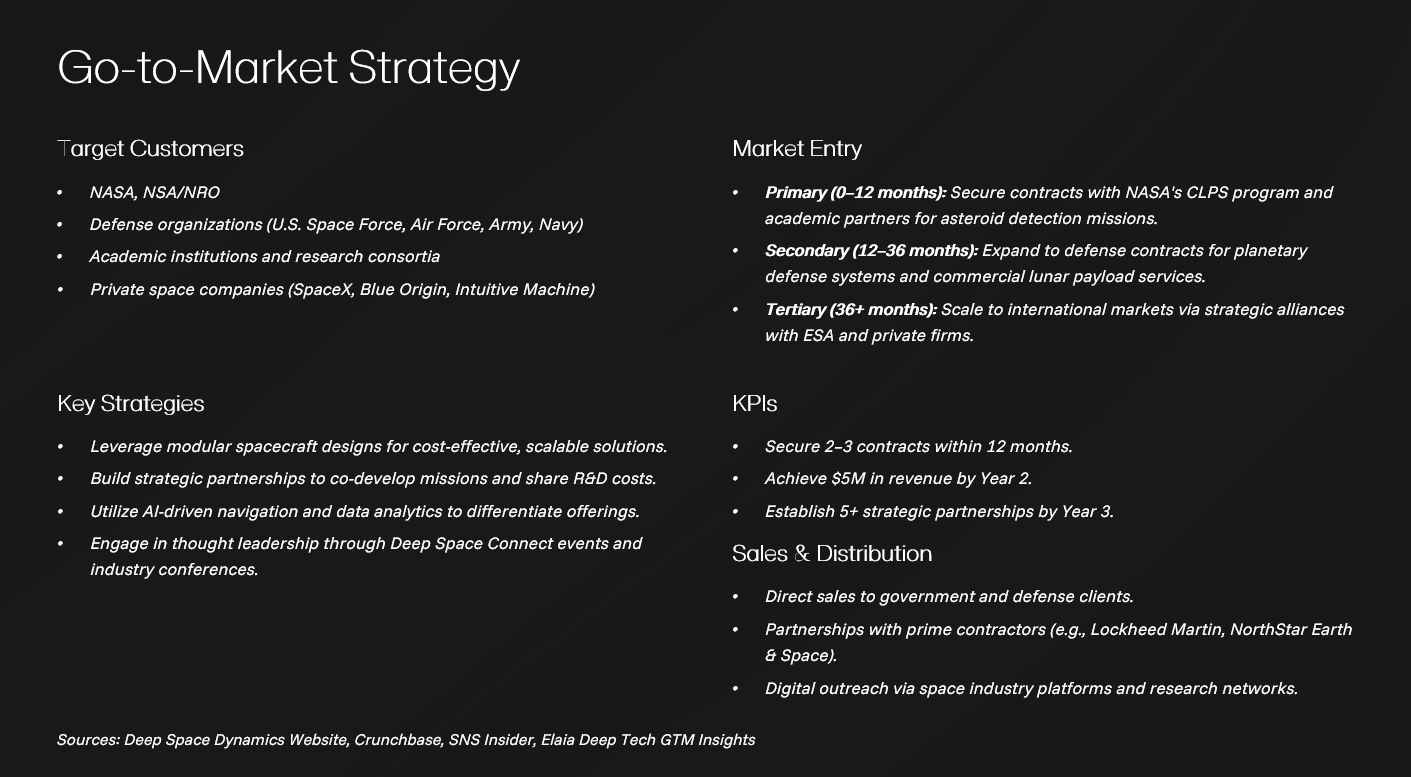 Go-to-Market Strategy
Target Customers
• NASA, NSA/NRO
• Defense organizations (U.S. Space Force, Air Force, Army, Navy)
• Academic institutions and research consortia
• Private space companies (SpaceX, Blue Origin, Intuitive Machine)
Market Entry
• Primary (0–12 months): Secure contracts with NASA's CLPS program and
academic partners for asteroid detection missions.
• Secondary (12–36 months): Expand to defense contracts for planetary
defense systems and commercial lunar payload services.
• Tertiary (36+ months): Scale to international markets via strategic alliances
with ESA and private firms.
Key Strategies
• Leverage modular spacecraft designs for cost-effective, scalable solutions.
• Build strategic partnerships to co-develop missions and share R&D costs.
• Utilize AI-driven navigation and data analytics to differentiate offerings.
• Engage in thought leadership through Deep Space Connect events and
industry conferences.
KPIs
• Secure 2–3 contracts within 12 months.
• Achieve $5M in revenue by Year 2.
• Establish 5+ strategic partnerships by Year 3.
Sales & Distribution
• Direct sales to government and defense clients.
• Partnerships with prime contractors (e.g., Lockheed Martin, NorthStar Earth
& Space).
• Digital outreach via space industry platforms and research networks.
Sources: Deep Space Dynamics Website, Crunchbase, SNS Insider, Elaia Deep Tech GTM Insights